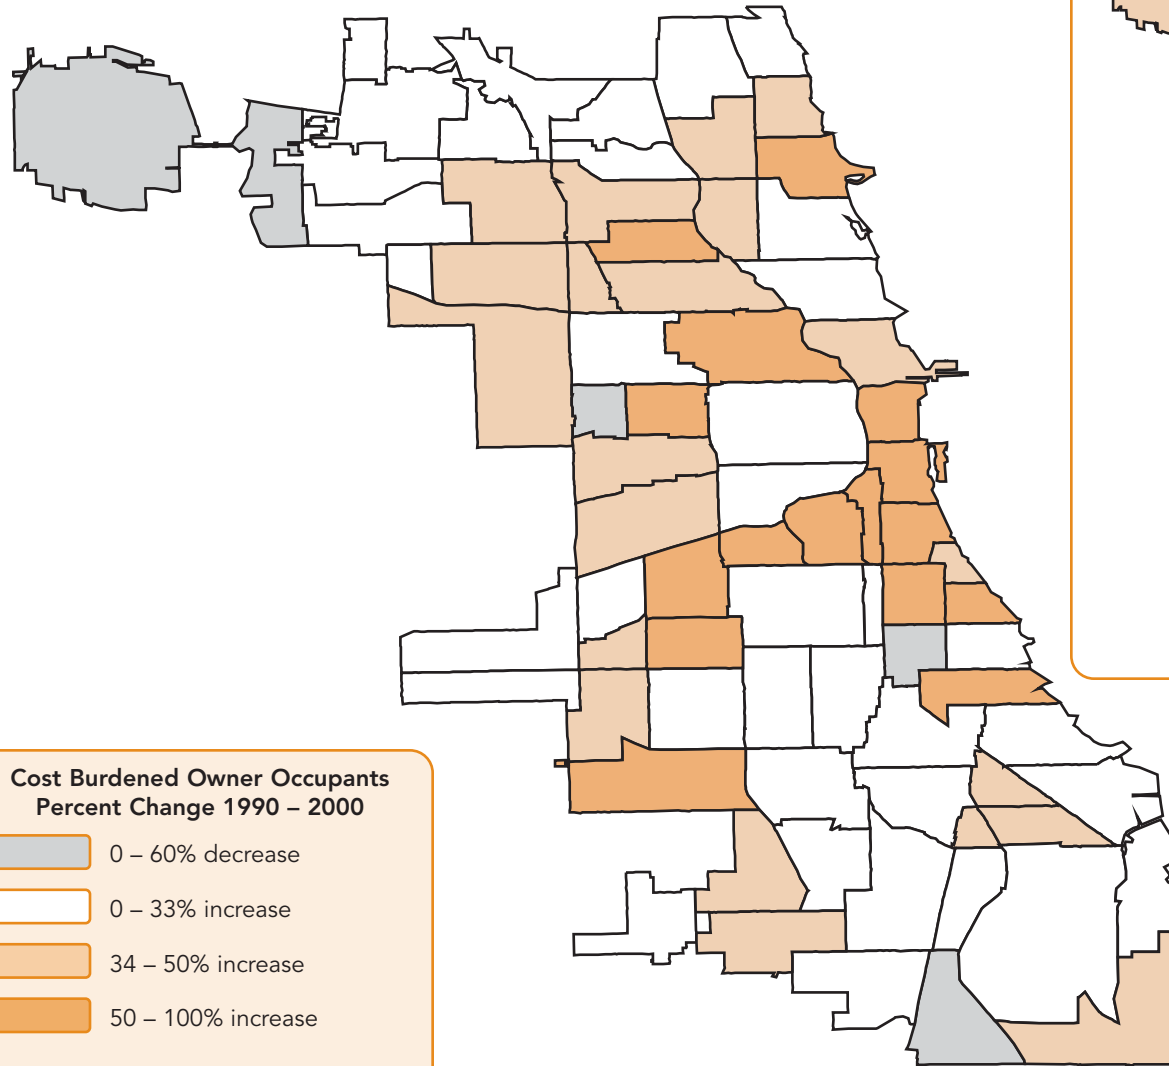 Cost Burdened Owner Occupants
Percent Change 1990 – 2000
0 – 60% decrease
0 – 33% increase
34 – 50% increase
50 – 100% increase